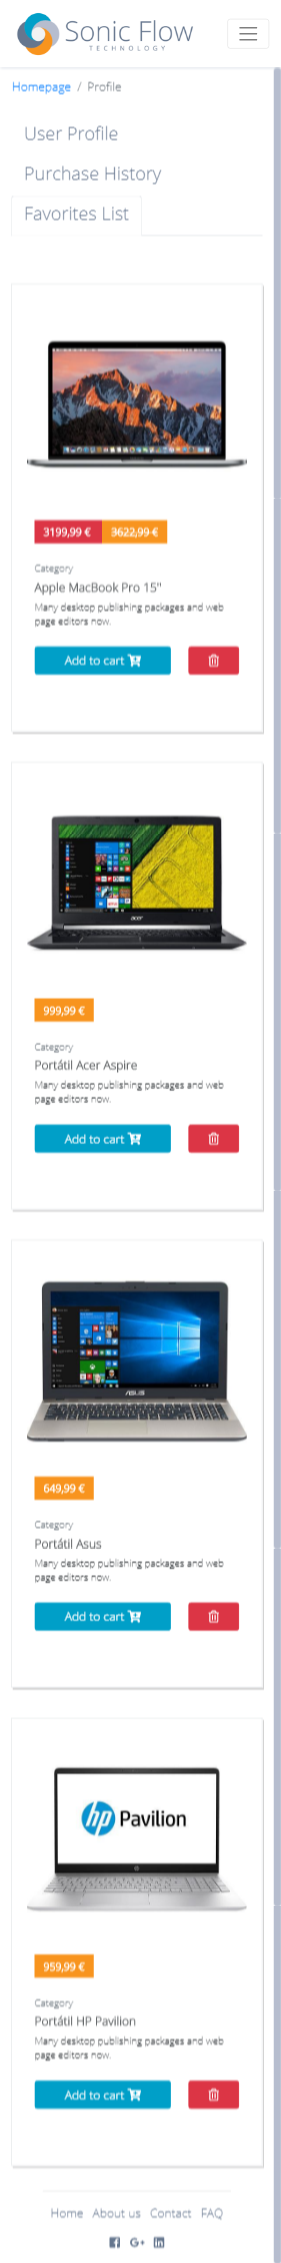 Sonic Flow
TECHNOLOGY
Homepage / Profile
User Profile
Purchase History
Favorites List
3199,99 € 3622,99 €
Category
Apple MacBook Pro 15"
Many desktop publishing packages and web
page editors now.
Add to cart
acer
999,99 €
Category
Portátil Acer Aspire
Many desktop publishing packages and web
page editors now.
Add to cart
ASUS
649,99 €
Category
Portátil Asus
Many desktop publishing packages and web
page editors now.
Add to cart
hp Pavilion
959,99 €
Category
Portátil HP Pavilion
Many desktop publishing packages and web
page editors now.
Add to cart
Home About us Contact FAQ
G+